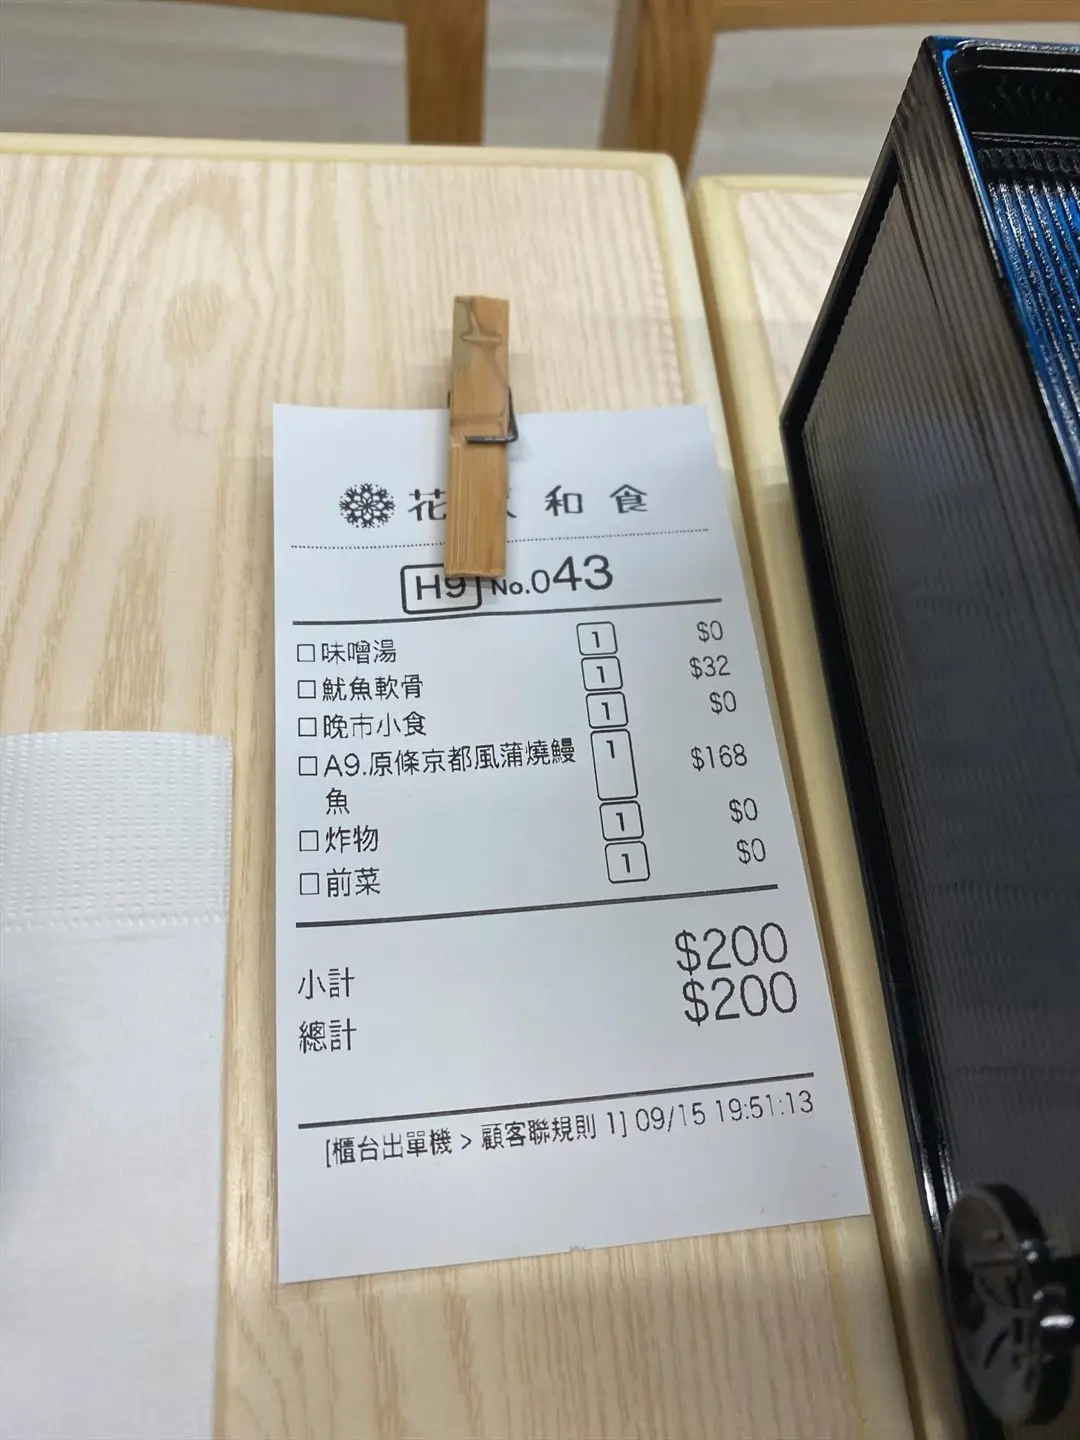 花 和食
H9 No.043
□味噌湯 1 $0
□魷魚軟骨 1 $32
□晚市小食 1 $0
□A9.原條京都風蒲燒鰻 1 $168
魚
□炸物 1 $0
□前菜 1 $0
小計 $200
總計 $200
[櫃台出單機 > 顧客聯規則 1] 09/15 19:51:13